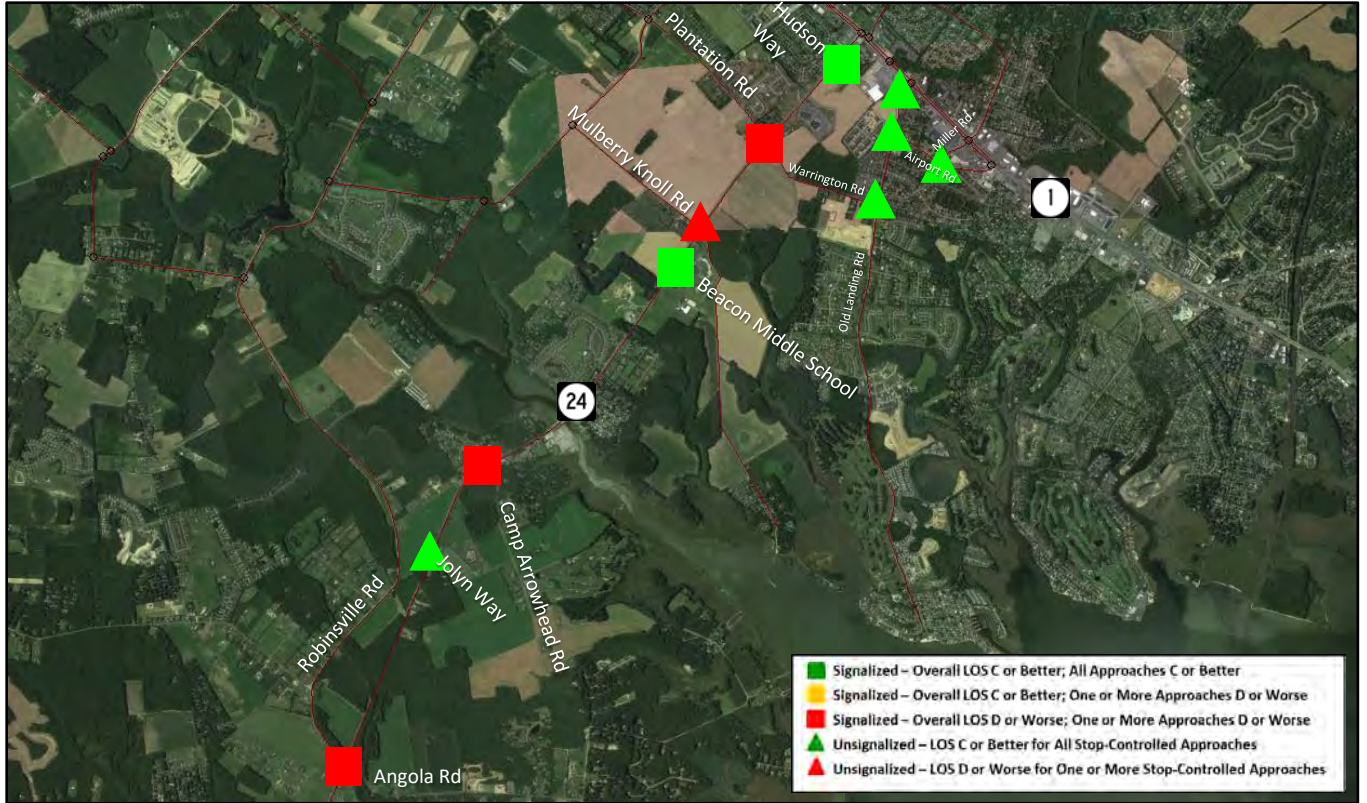 Hudson
Way
Plantation Rd
Mulberry Knoll Rd
Miller Rd
Airport Rd
Warrington Rd
1
Old Landing Rd
Beacon Middle School
24
Camp Arrowhead Rd
Jolyn Way
Robinsville Rd
Angola Rd
Signalized – Overall LOS C or Better; All Approaches C or Better
Signalized – Overall LOS C or Better; One or More Approaches D or Worse
Signalized – Overall LOS D or Worse; One or More Approaches D or Worse
Unsignalized – LOS C or Better for All Stop-Controlled Approaches
Unsignalized – LOS D or Worse for One or More Stop-Controlled Approaches